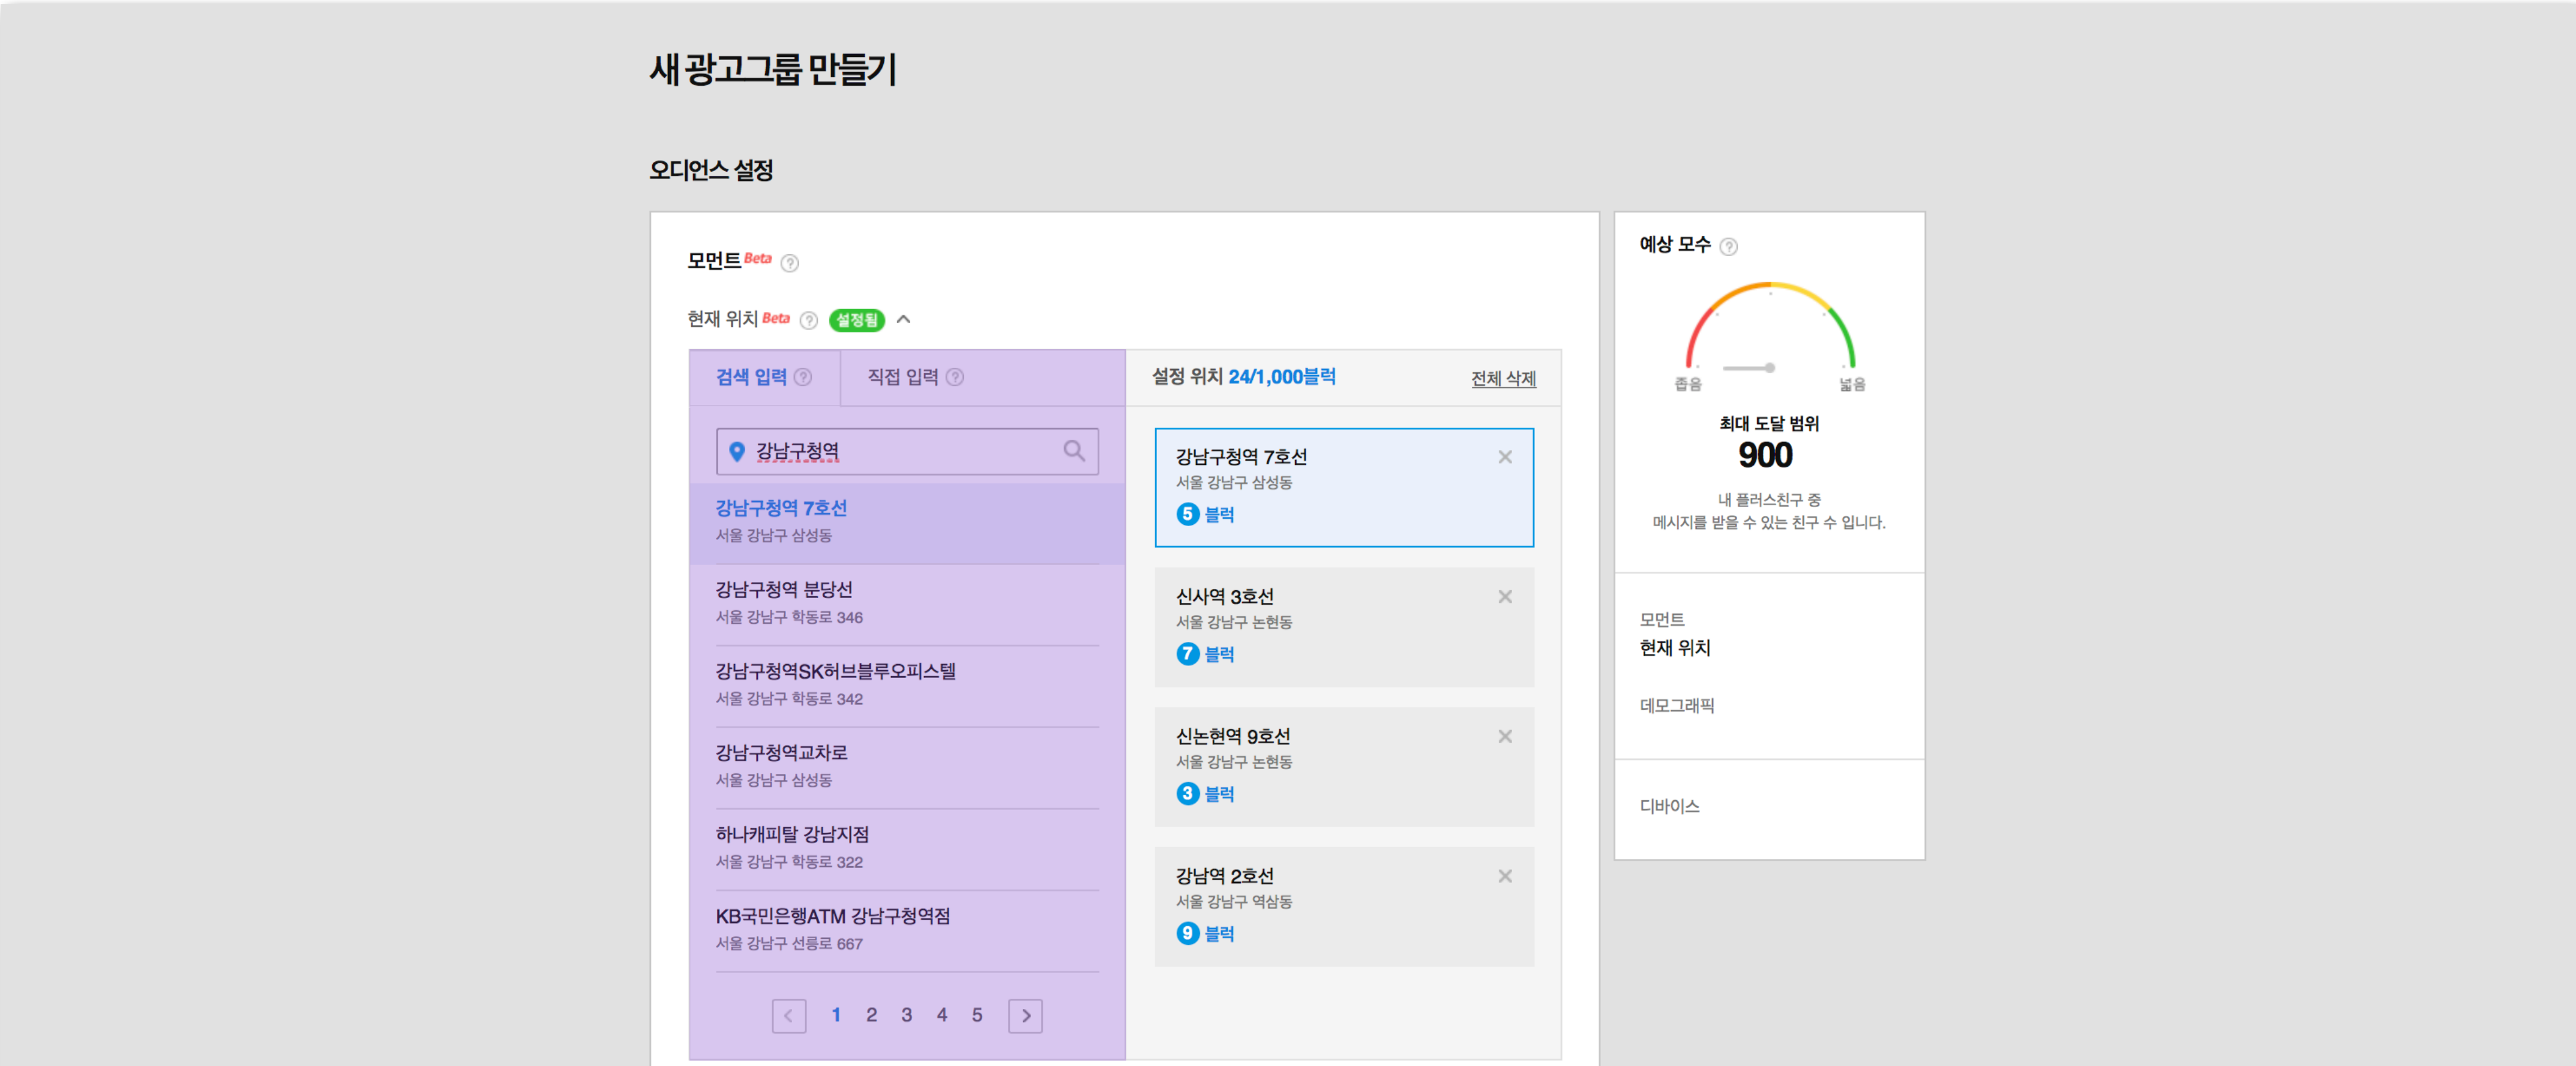 새 광고그룹 만들기
오디언스 설정
모먼트 Beta ?
현재 위치 Beta ? 설정됨
검색 입력 ? 직접 입력 ?
강남구청역
강남구청역 7호선
서울 강남구 삼성동
강남구청역 분당선
서울 강남구 학동로 346
강남구청역SK허브블루오피스텔
서울 강남구 학동로 342
강남구청역교차로
서울 강남구 삼성동
하나캐피탈 강남지점
서울 강남구 학동로 322
KB국민은행ATM 강남구청역점
서울 강남구 선릉로 667
< 1 2 3 4 5 >
설정 위치 24/1,000블럭 전체 삭제
강남구청역 7호선
서울 강남구 삼성동
5 블럭
신사역 3호선
서울 강남구 논현동
7 블럭
신논현역 9호선
서울 강남구 논현동
3 블럭
강남역 2호선
서울 강남구 역삼동
9 블럭
예상 모수 ?
좁음 넓음
최대 도달 범위
900
내 플러스친구 중
메시지를 받을 수 있는 친구 수 입니다.
모먼트
현재 위치
데모그래픽
디바이스